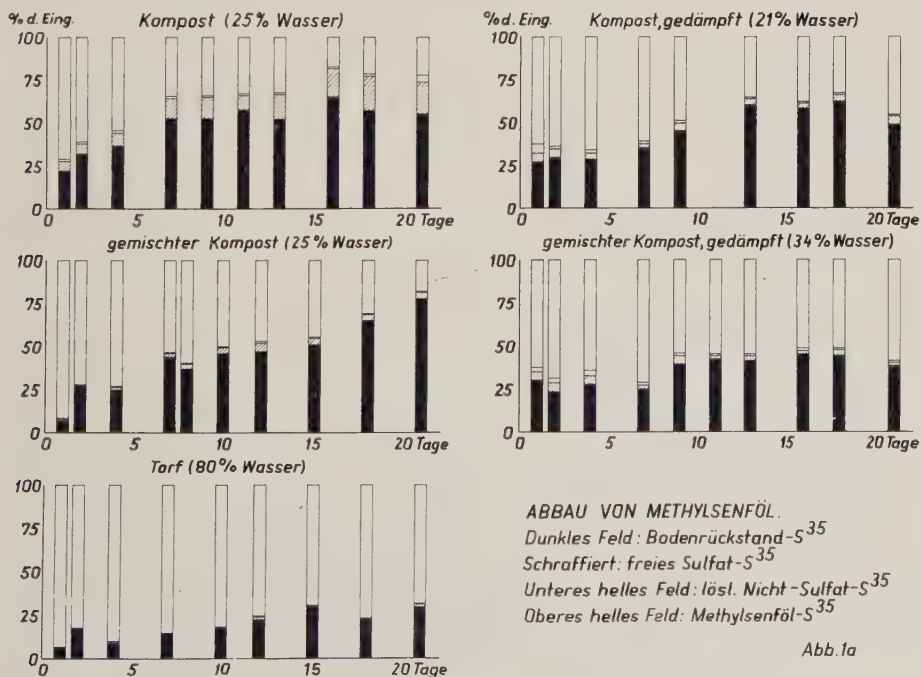 % d. Eing.
Kompost (25% Wasser)
100
75
50
25
0
0 5 10 15 20 Tage
% d. Eing.
Kompost, gedämpft (21% Wasser)
100
75
50
25
0
0 5 10 15 20 Tage
gemischter Kompost (25% Wasser)
100
75
50
25
0
0 5 10 15 20 Tage
gemischter Kompost, gedämpft (34% Wasser)
100
75
50
25
0
0 5 10 15 20 Tage
Torf (80% Wasser)
100
75
50
25
0
0 5 10 15 20 Tage
ABBAU VON METHYLSENFÖL.
Dunkles Feld: Bodenrückstand-S³⁵
Schraffiert: freies Sulfat-S³⁵
Unteres helles Feld: lösl. Nicht-Sulfat-S³⁵
Oberes helles Feld: Methylsenföl-S³⁵
Abb. 1a